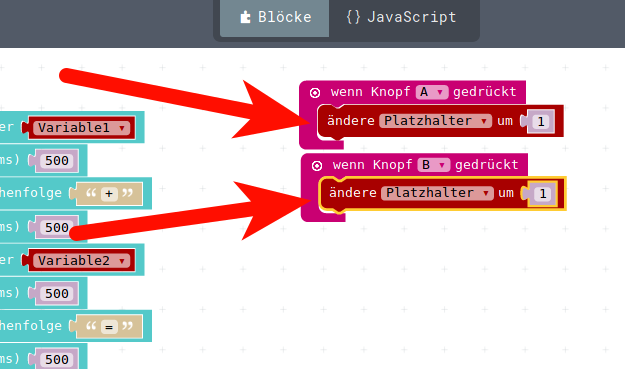 Blöcke {} JavaScript
wenn Knopf A ▾ gedrückt
ändere Platzhalter ▾ um 1
wenn Knopf B ▾ gedrückt
ändere Platzhalter ▾ um 1
er Variable1 ▾
ms) 500
henfolge “ + ”
ms) 500
er Variable2 ▾
ms) 500
henfolge “ = ”
ms) 500